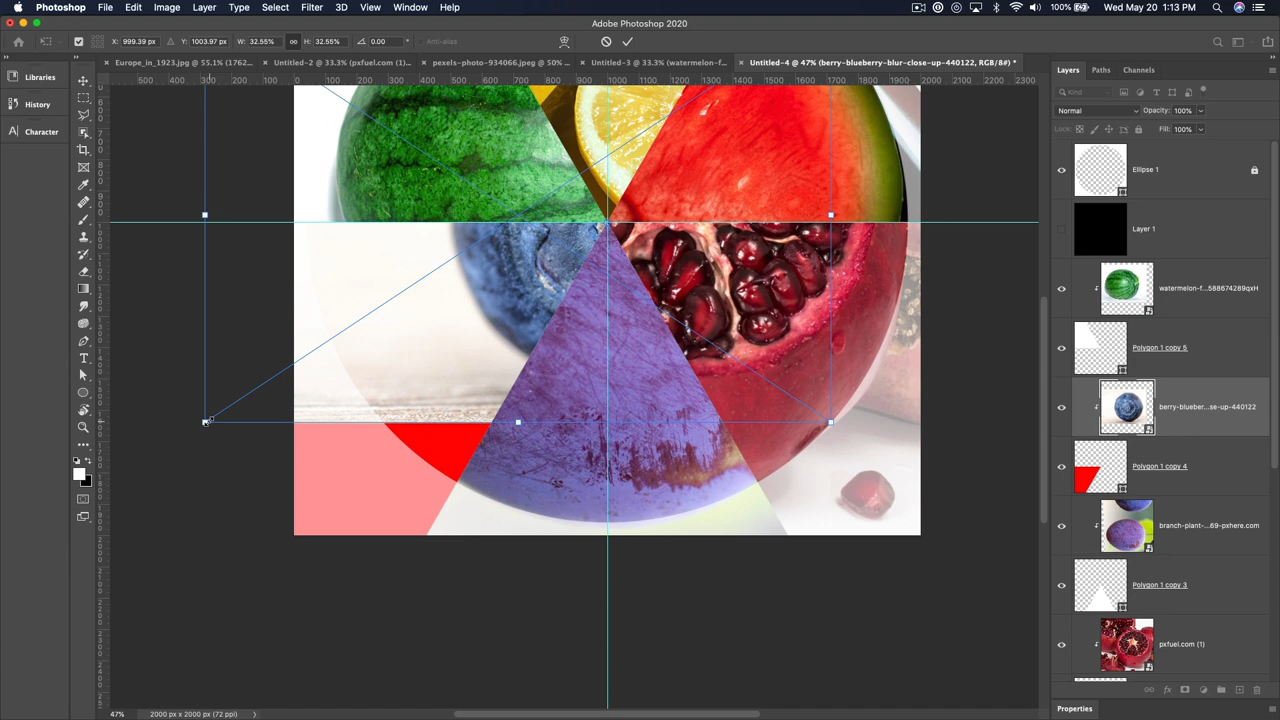 Photoshop File Edit Image Layer Type Select Filter 3D View Window Help 100% Wed May 20 1:13 PM
Adobe Photoshop 2020
X: 999.39 px Y: 1003.97 px W: 32.55% H: 32.55% 0.00 ° Anti-alias
Europe_in_1923.jpg @ 55.1% (1762... Untitled-2 @ 33.3% (pxfuel.com (1)... pexels-photo-934066.jpeg @ 50% ... Untitled-3 @ 33.3% (watermelon-f... Untitled-4 @ 47% (berry-blueberry-blur-close-up-440122, RGB/8#) *
500 400 300 200 100 0 100 200 300 400 500 600 700 800 900 1000 1100 1200 1300 1400 1500 1600 1700 1800 1900 2000 2100 2200 2300
Libraries
History
Character
Layers Paths Channels
Kind
Normal Opacity: 100%
Lock: Fill: 100%
Ellipse 1
Layer 1
watermelon-f...588674289qxH
Polygon 1 copy 5
berry-blueber...se-up-440122
Polygon 1 copy 4
branch-plant-...69-pxhere.com
Polygon 1 copy 3
pxfuel.com (1)
47% 2000 px x 2000 px (72 ppi)
Properties